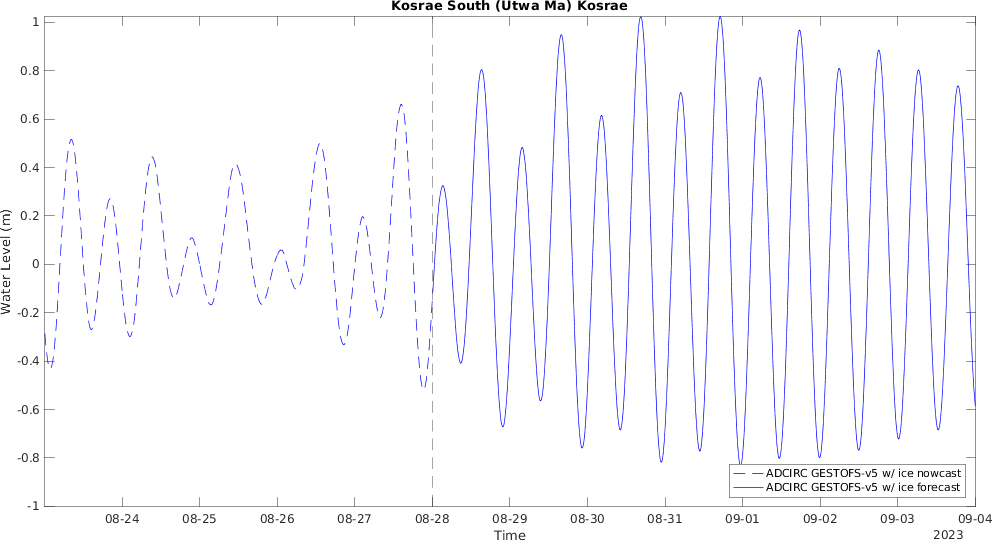 Kosrae South (Utwa Ma) Kosrae
Water Level (m)
1
0.8
0.6
0.4
0.2
0
-0.2
-0.4
-0.6
-0.8
-1
ADCIRC GESTOFS-v5 w/ ice nowcast
ADCIRC GESTOFS-v5 w/ ice forecast
08-24 08-25 08-26 08-27 08-28 08-29 08-30 08-31 09-01 09-02 09-03 09-04
Time
2023